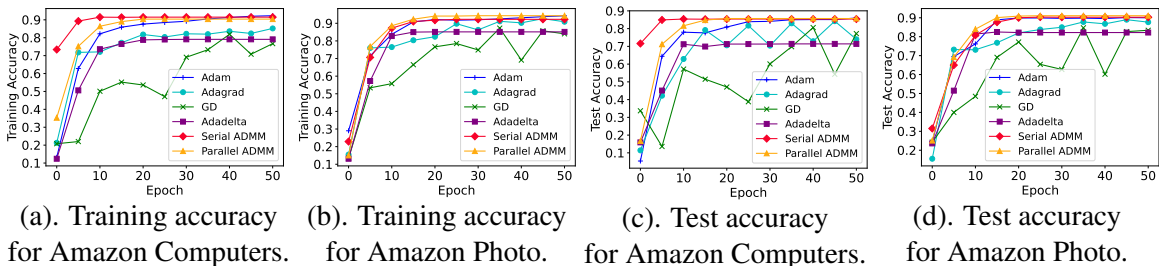 Training Accuracy
0.9
0.8
0.7
0.6
0.5
0.4
0.3
0.2
0.1
Adam
Adagrad
GD
Adadelta
Serial ADMM
Parallel ADMM
0 10 20 30 40 50
Epoch
(a). Training accuracy
for Amazon Computers.
Training Accuracy
0.9
0.8
0.7
0.6
0.5
0.4
0.3
0.2
0.1
Adam
Adagrad
GD
Adadelta
Serial ADMM
Parallel ADMM
0 10 20 30 40 50
Epoch
(b). Training accuracy
for Amazon Photo.
Test Accuracy
0.9
0.8
0.7
0.6
0.5
0.4
0.3
0.2
0.1
Adam
Adagrad
GD
Adadelta
Serial ADMM
Parallel ADMM
0 10 20 30 40 50
Epoch
(c). Test accuracy
for Amazon Computers.
Test Accuracy
0.9
0.8
0.7
0.6
0.5
0.4
0.3
0.2
Adam
Adagrad
GD
Adadelta
Serial ADMM
Parallel ADMM
0 10 20 30 40 50
Epoch
(d). Test accuracy
for Amazon Photo.